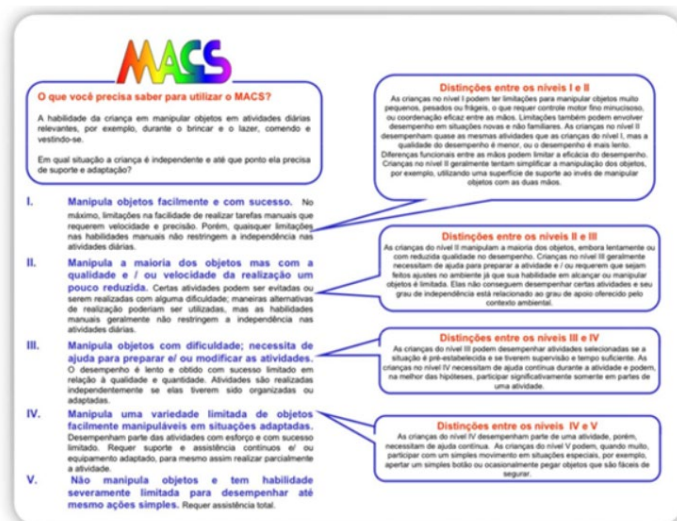 MACS
O que você precisa saber para utilizar o MACS?
A habilidade da criança em manipular objetos em atividades diárias
relevantes, por exemplo, durante o brincar e o lazer, comendo e
vestindo-se.
Em qual situação a criança é independente e até que ponto ela precisa
de suporte e adaptação?
I. Manipula objetos facilmente e com sucesso. No
máximo, limitações na facilidade de realizar tarefas manuais que
requerem velocidade e precisão. Porém, quaisquer limitações
nas habilidades manuais não restringem a independência nas
atividades diárias.
II. Manipula a maioria dos objetos mas com a
qualidade e / ou velocidade da realização um
pouco reduzida. Certas atividades podem ser evitadas ou
serem realizadas com alguma dificuldade; maneiras alternativas
de realização poderiam ser utilizadas, mas as habilidades
manuais geralmente não restringem a independência nas
atividades diárias.
III. Manipula objetos com dificuldade; necessita de
ajuda para preparar e/ ou modificar as atividades.
O desempenho é lento e obtido com sucesso limitado em
relação à qualidade e quantidade. Atividades são realizadas
independentemente se elas tiverem sido organizadas ou
adaptadas.
IV. Manipula uma variedade limitada de objetos
facilmente manipuláveis em situações adaptadas.
Desempenham parte das atividades com esforço e com sucesso
limitado. Requer suporte e assistência contínuos e/ ou
equipamento adaptado, para mesmo assim realizar parcialmente
a atividade.
V. Não manipula objetos e tem habilidade
severamente limitada para desempenhar até
mesmo ações simples. Requer assistência total.
Distinções entre os níveis I e II
As crianças no nível I podem ter limitações para manipular objetos muito
pequenos, pesados ou frágeis, o que requer controle motor fino minucioso,
ou coordenação eficaz entre as mãos. Limitações também podem envolver
desempenho em situações novas e não familiares. As crianças no nível II
desempenham quase as mesmas atividades que as crianças do nível I, mas a
qualidade do desempenho é menor, ou o desempenho é mais lento.
Diferenças funcionais entre as mãos podem limitar a eficácia do desempenho.
Crianças no nível II geralmente tentam simplificar a manipulação dos objetos,
por exemplo, utilizando uma superfície de suporte ao invés de manipular
objetos com as duas mãos.
Distinções entre os níveis II e III
As crianças do nível II manipulam a maioria dos objetos, embora lentamente ou
com reduzida qualidade no desempenho. Crianças no nível III geralmente
necessitam de ajuda para preparar a atividade e / ou requerem que sejam
feitos ajustes no ambiente já que sua habilidade em alcançar ou manipular
objetos é limitada. Elas não conseguem desempenhar certas atividades e seu
grau de independência está relacionado ao grau de apoio oferecido pelo
contexto ambiental.
Distinções entre os níveis III e IV
As crianças do nível III podem desempenhar atividades selecionadas se a
situação é pré-estabelecida e se tiverem supervisão e tempo suficiente. As
crianças no nível IV necessitam de ajuda contínua durante a atividade e podem,
na melhor das hipóteses, participar significativamente somente em partes de
uma atividade.
Distinções entre os níveis IV e V
As crianças do nível IV desempenham parte de uma atividade, porém,
necessitam de ajuda contínua. As crianças do nível V podem, quando muito,
participar com um simples movimento em situações especiais, por exemplo,
apertar um simples botão ou ocasionalmente pegar objetos que são fáceis de
segurar.